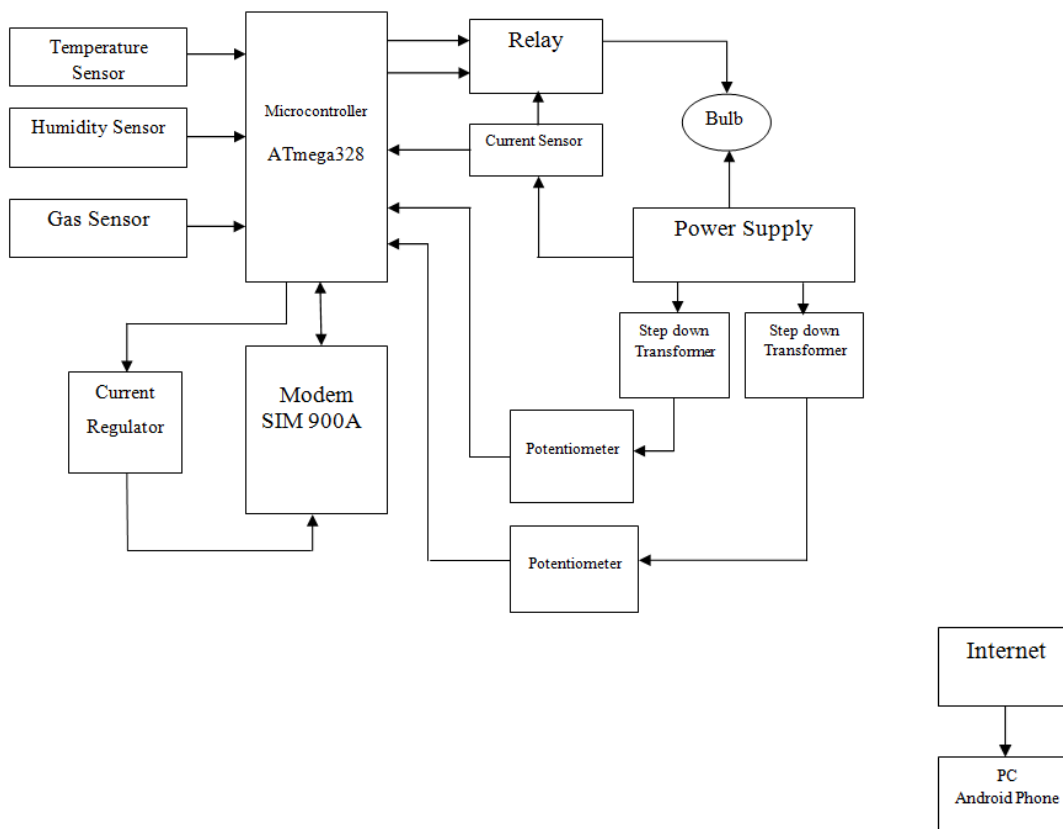 Temperature
Sensor
Humidity Sensor
Gas Sensor
Microcontroller
ATmega328
Relay
Current Sensor
Bulb
Power Supply
Step down
Transformer
Step down
Transformer
Current
Regulator
Modem
SIM 900A
Potentiometer
Potentiometer
Internet
PC
Android Phone